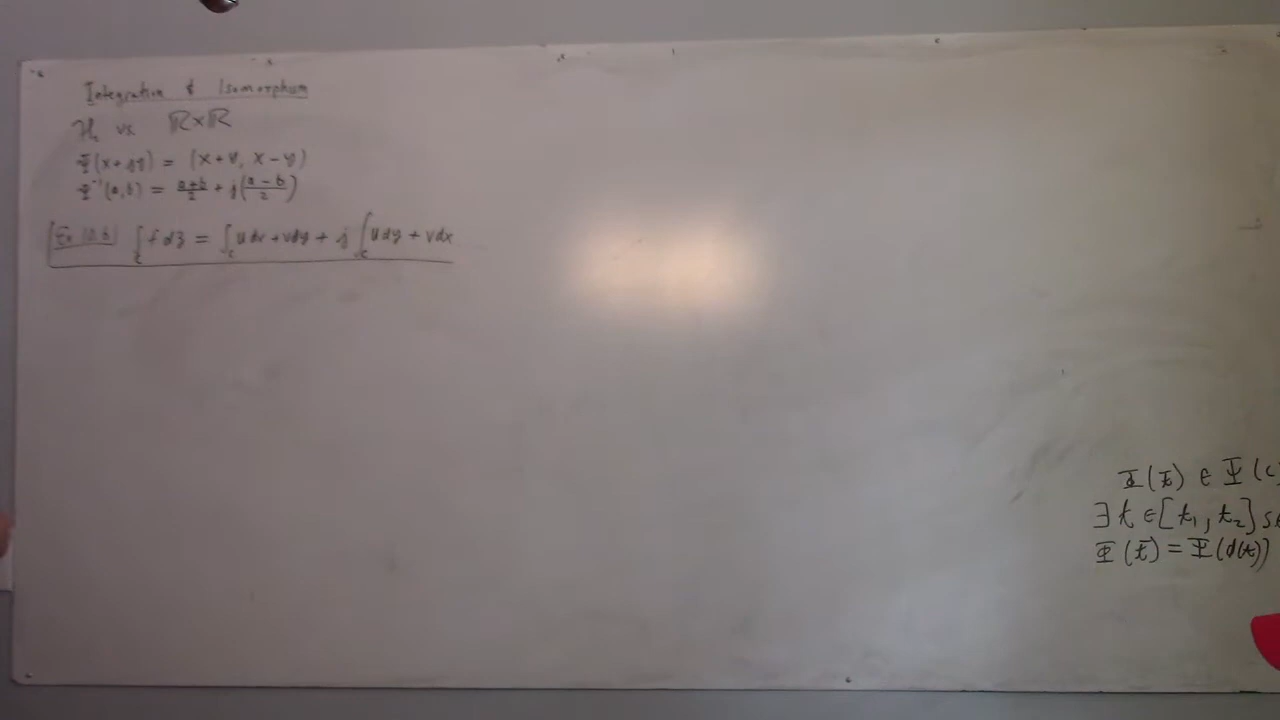 Integration & Isomorphism
H₂ vs ℝ×ℝ
Ψ(x+jy) = (x+y, x-y)
Ψ⁻¹(a,b) = (a+b)/2 + j((a-b)/2)
∫_C f dz = ∫_C u dx + v dy + j ∫_C u dy + v dx
Φ(t̄) ∈ Ψ(C
∃ t ∈ [t₁, t₂] s.t
Φ(t̄) = Ψ(α(t))